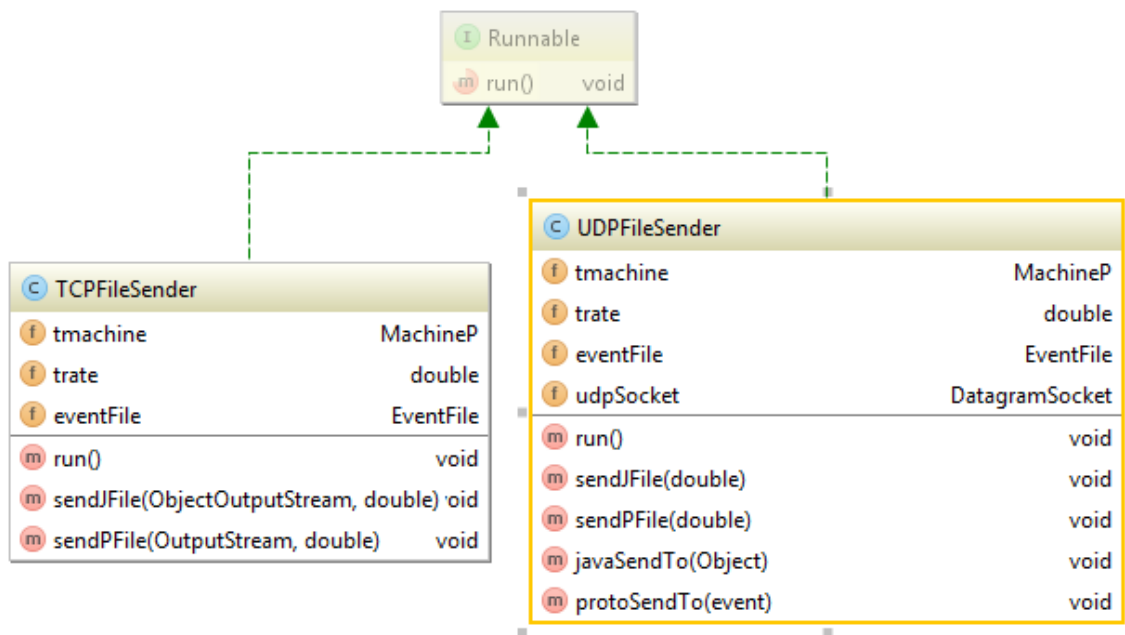 I Runnable
m run() void
C TCPFileSender
f tmachine MachineP
f trate double
f eventFile EventFile
m run() void
m sendJFile(ObjectOutputStream, double) void
m sendPFile(OutputStream, double) void
C UDPFileSender
f tmachine MachineP
f trate double
f eventFile EventFile
f udpSocket DatagramSocket
m run() void
m sendJFile(double) void
m sendPFile(double) void
m javaSendTo(Object) void
m protoSendTo(event) void